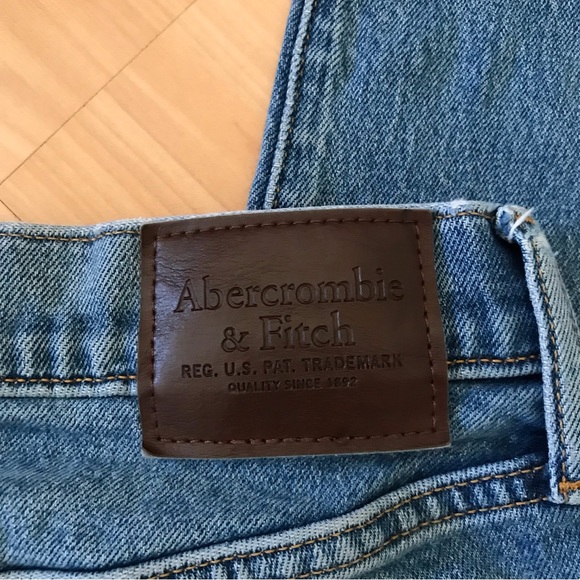 Abercrombie
& Fitch
REG. U.S. PAT. TRADEMARK
QUALITY SINCE 1892